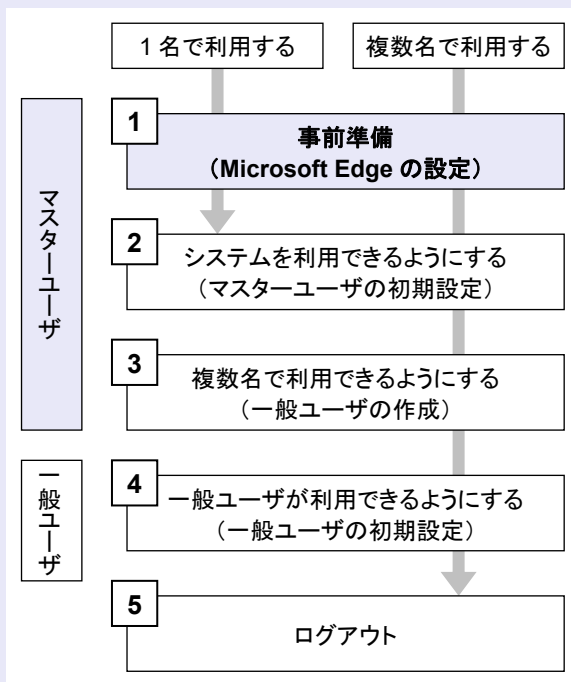 1 名で利用する
複数名で利用する
マスターユーザ
1
事前準備
（Microsoft Edge の設定）
2
システムを利用できるようにする
（マスターユーザの初期設定）
3
複数名で利用できるようにする
（一般ユーザの作成）
一般ユーザ
4
一般ユーザが利用できるようにする
（一般ユーザの初期設定）
5
ログアウト